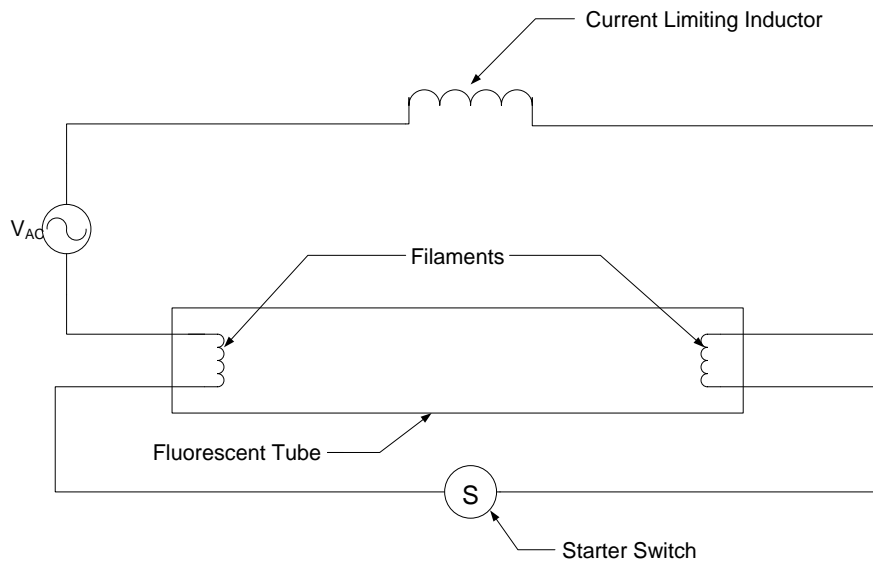 Current Limiting Inductor
VAC
Filaments
Fluorescent Tube
S
Starter Switch